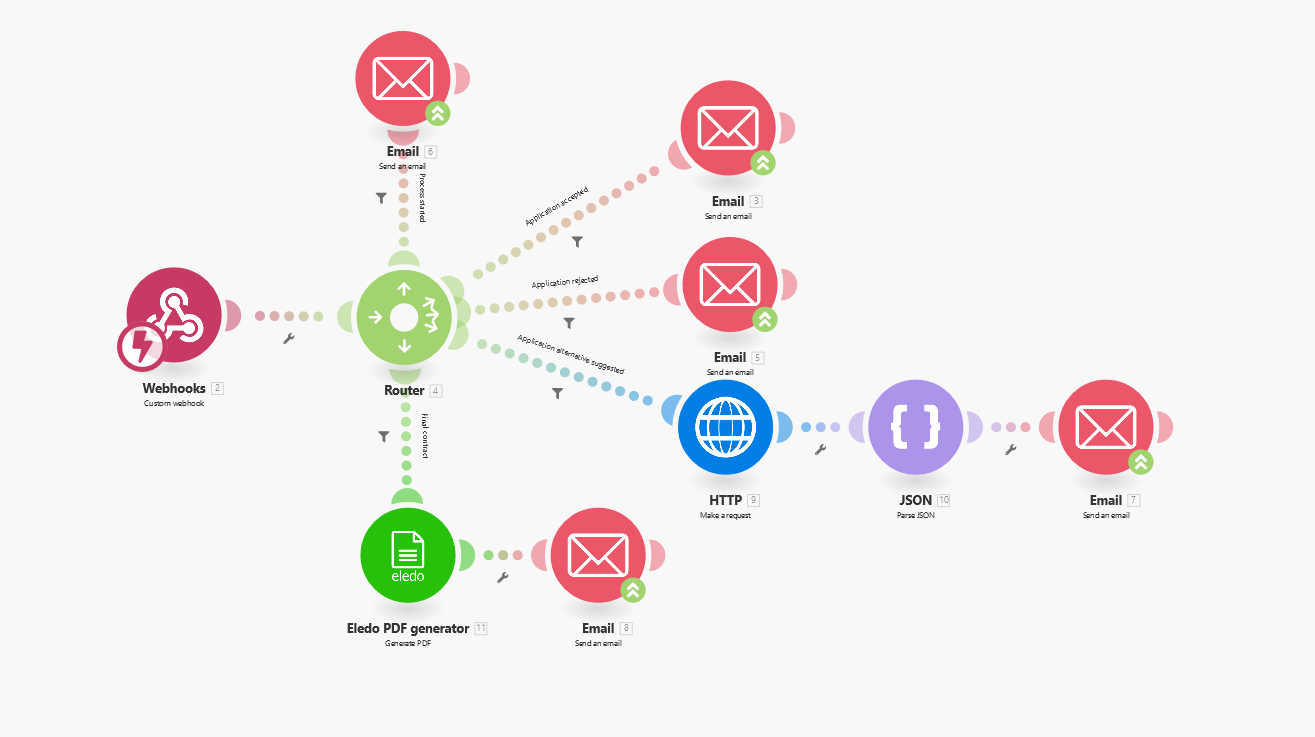 Email 6
Send an email
Process started
Application accepted
Email 3
Send an email
Application rejected
Email 5
Send an email
Application alternative suggested
Webhooks 2
Custom webhook
Router 4
Final contract
HTTP 9
Make a request
JSON 10
Parse JSON
Email 7
Send an email
eledo
Eledo PDF generator 11
Generate PDF
Email 8
Send an email